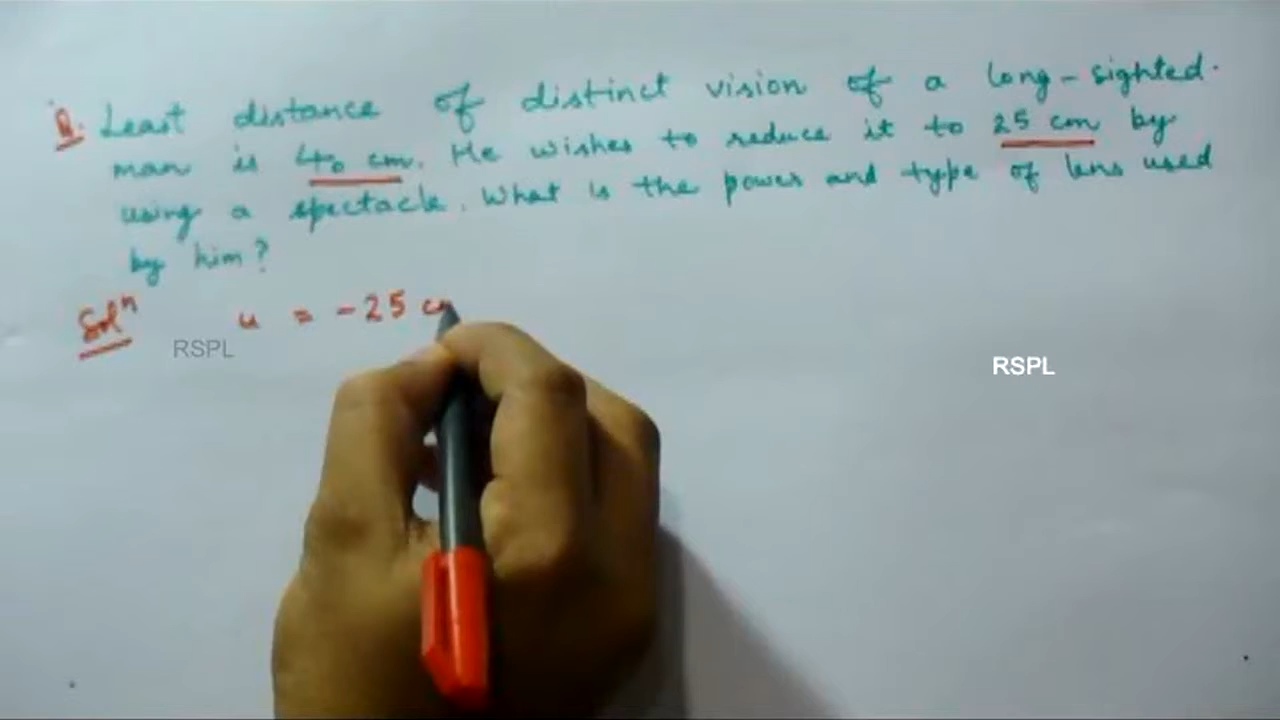 Q. Least distance of distinct vision of a long-sighted
man is 40 cm. He wishes to reduce it to 25 cm by
using a spectacle. What is the power and type of lens used
by him?
Solⁿ u = -25 cm
RSPL
RSPL